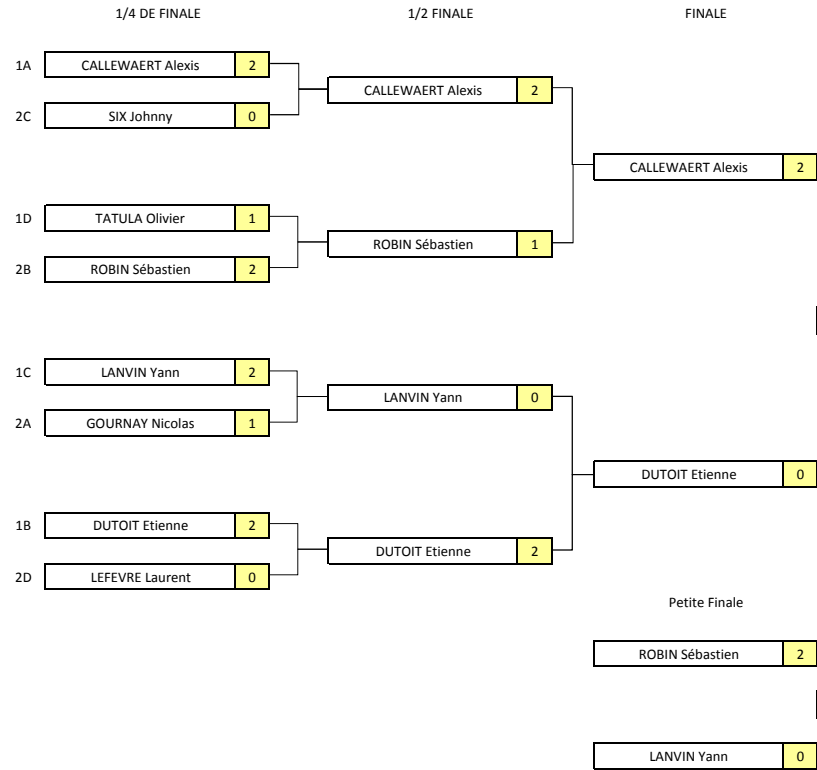 1/4 DE FINALE 1/2 FINALE FINALE
1A CALLEWAERT Alexis 2
CALLEWAERT Alexis 2
2C SIX Johnny 0
CALLEWAERT Alexis 2
1D TATULA Olivier 1
ROBIN Sébastien 1
2B ROBIN Sébastien 2
1C LANVIN Yann 2
LANVIN Yann 0
2A GOURNAY Nicolas 1
DUTOIT Etienne 0
1B DUTOIT Etienne 2
DUTOIT Etienne 2
2D LEFEVRE Laurent 0
Petite Finale
ROBIN Sébastien 2
LANVIN Yann 0